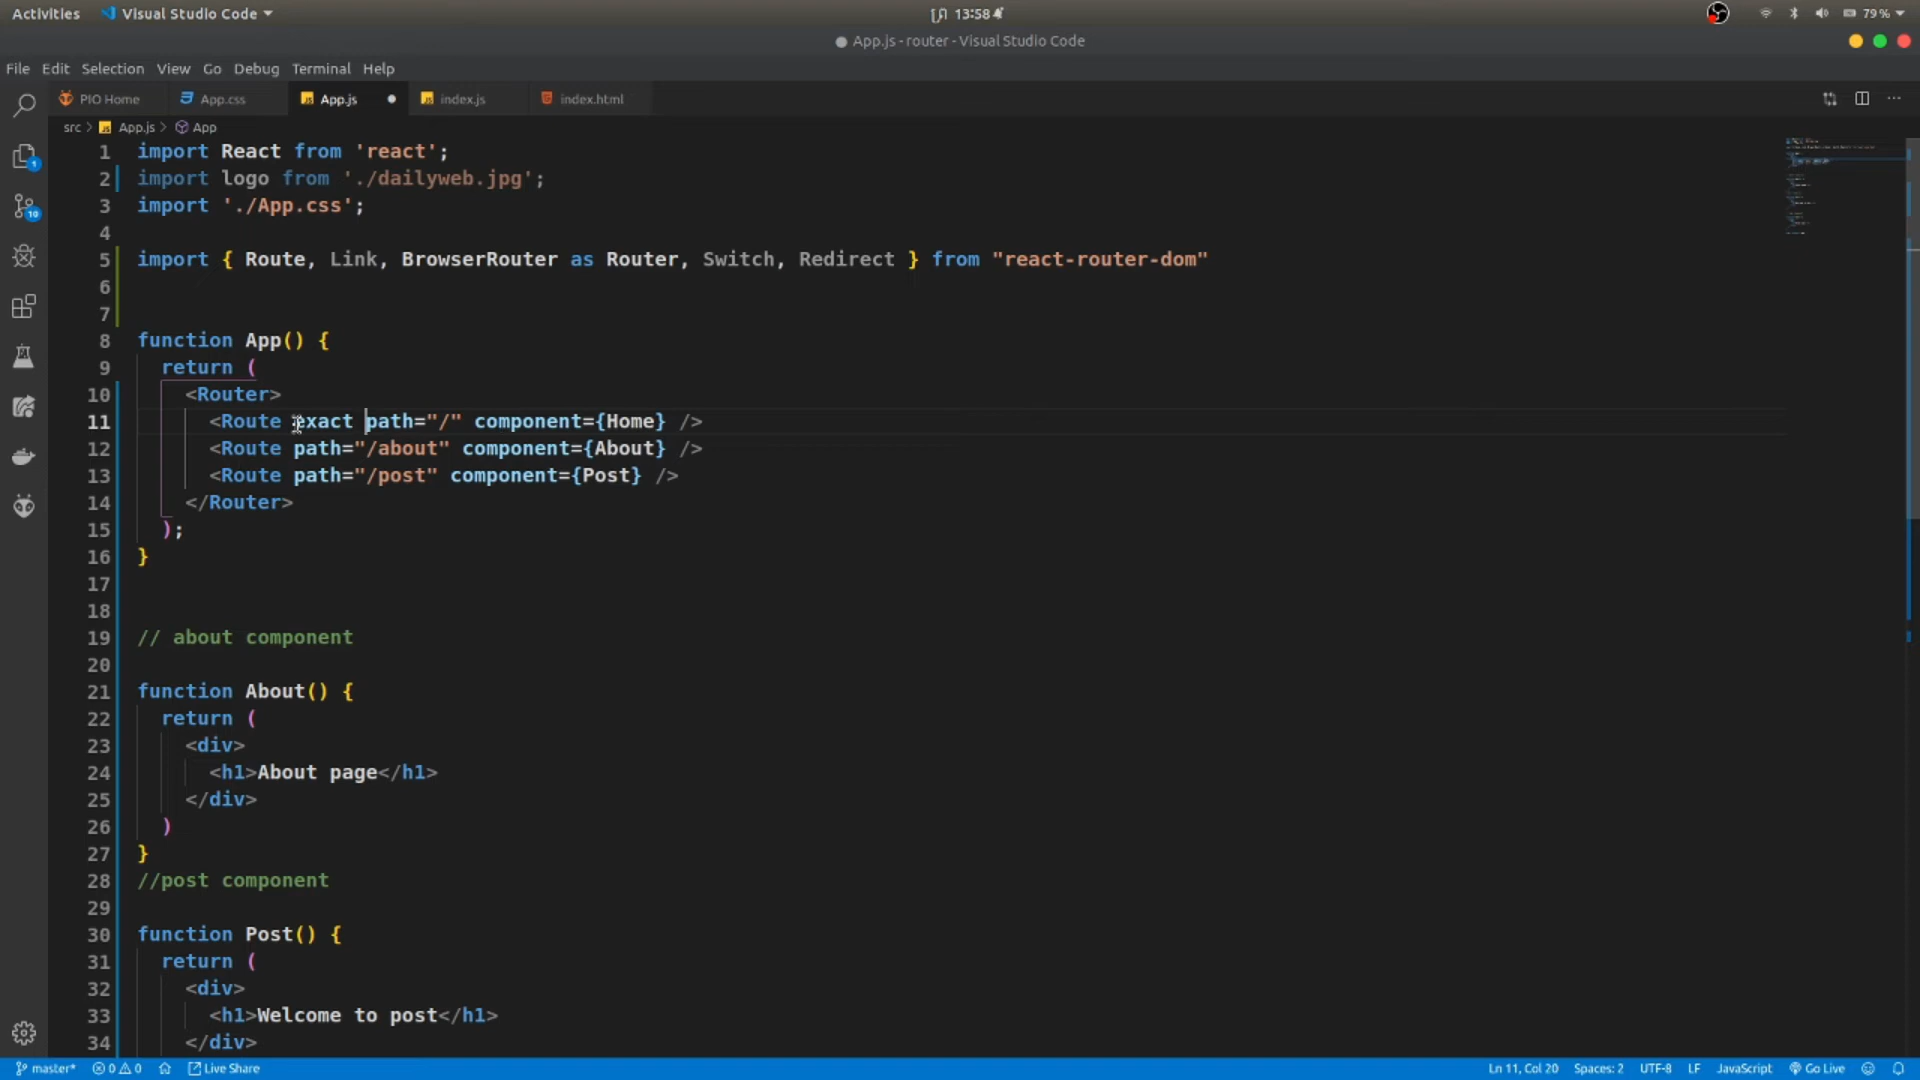 Activities Visual Studio Code 13:58 79 %
App.js - router - Visual Studio Code
File Edit Selection View Go Debug Terminal Help
PIO Home App.css App.js index.js index.html
src > App.js > App
1 import React from 'react';
2 import logo from './dailyweb.jpg';
3 import './App.css';
4
5 import { Route, Link, BrowserRouter as Router, Switch, Redirect } from "react-router-dom"
6
7
8 function App() {
9 return (
10 <Router>
11 <Route exact path="/" component={Home} />
12 <Route path="/about" component={About} />
13 <Route path="/post" component={Post} />
14 </Router>
15 );
16 }
17
18
19 // about component
20
21 function About() {
22 return (
23 <div>
24 <h1>About page</h1>
25 </div>
26 )
27 }
28 //post component
29
30 function Post() {
31 return (
32 <div>
33 <h1>Welcome to post</h1>
34 </div>
1
10
master* 0 0 Live Share Ln 11, Col 20 Spaces: 2 UTF-8 LF JavaScript Go Live